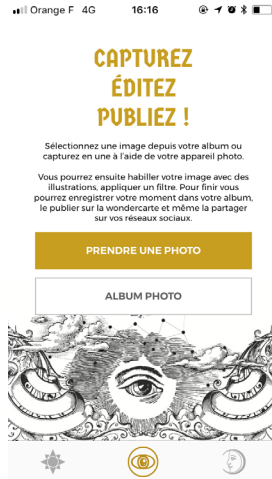 Orange F 4G 16:16
CAPTUREZ
ÉDITEZ
PUBLIEZ !
Sélectionnez une image depuis votre album ou
capturez en une à l'aide de votre appareil photo.
Vous pourrez ensuite habiller votre image avec des
illustrations, appliquer un filtre. Pour finir vous
pourrez enregistrer votre moment dans votre album,
le publier sur la wondercarte et même la partager
sur vos réseaux sociaux.
PRENDRE UNE PHOTO
ALBUM PHOTO